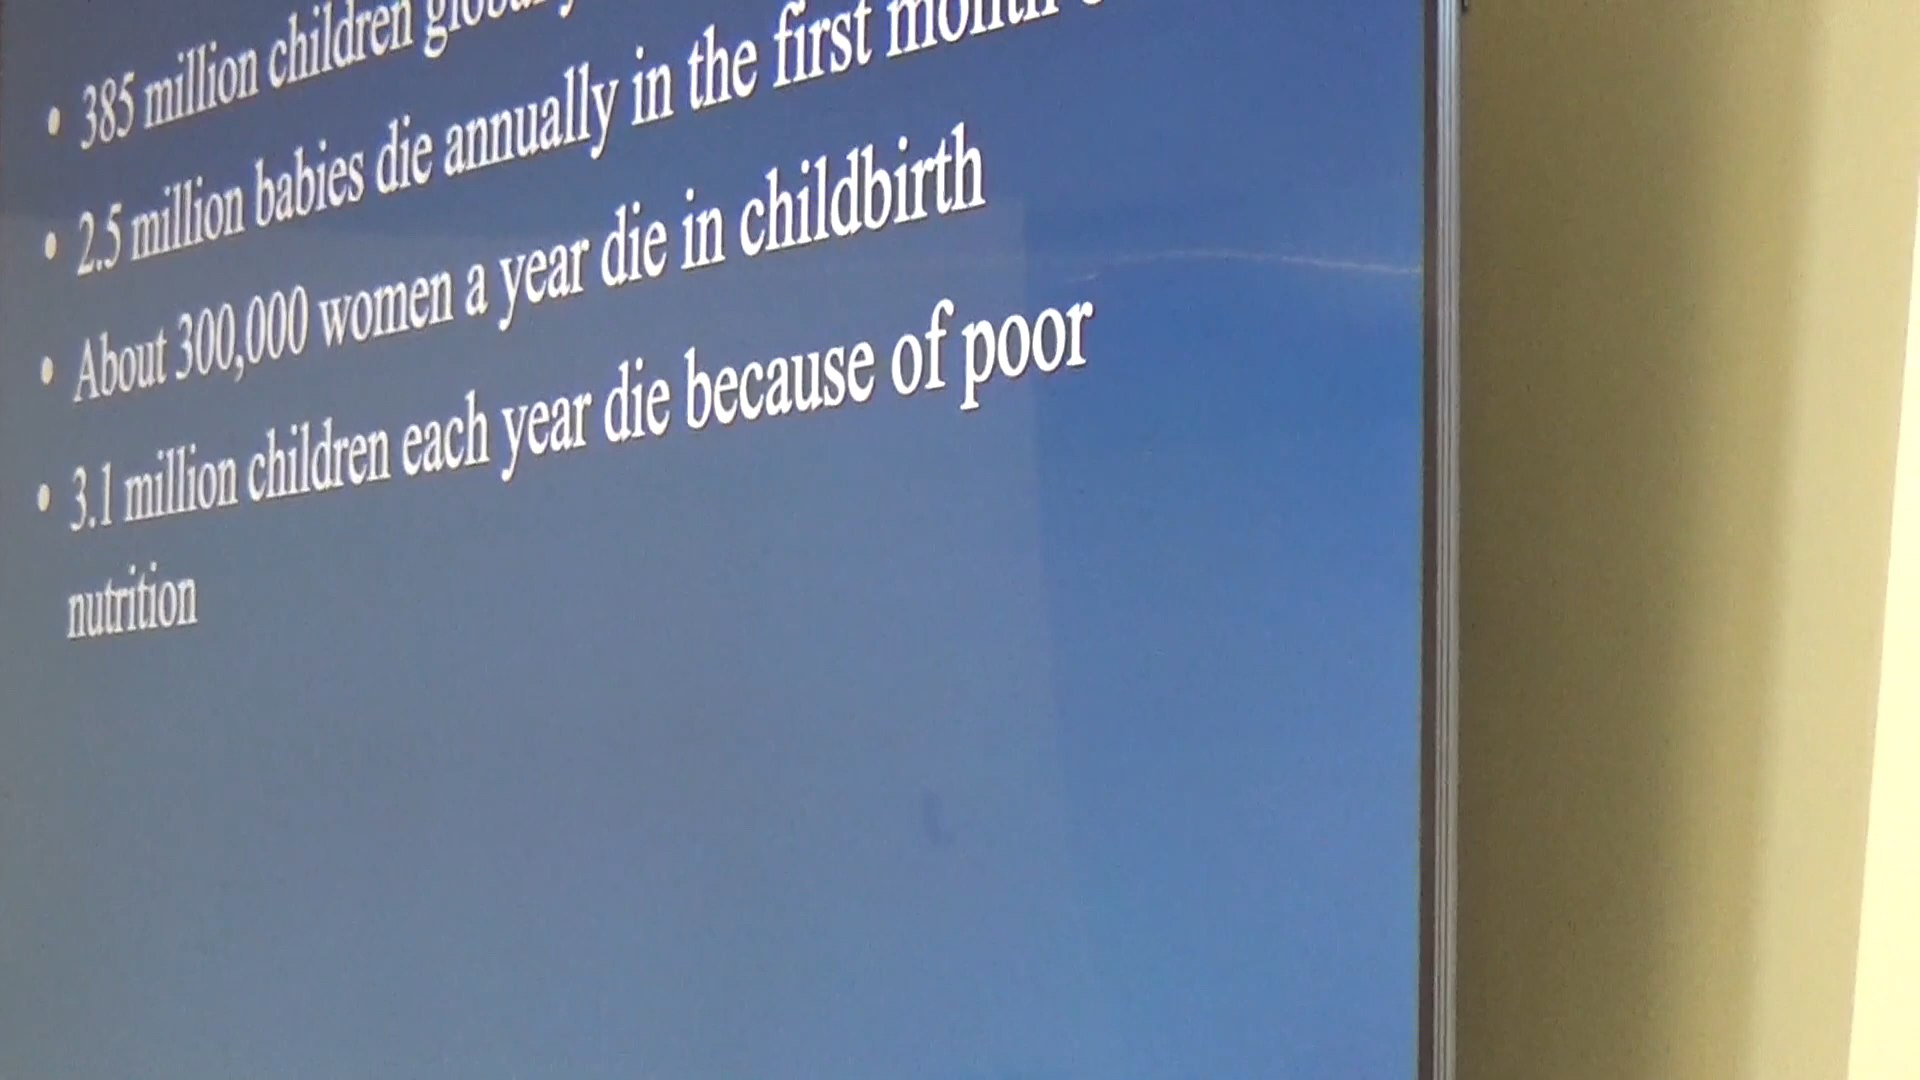 • 385 million children
• 2.5 million babies die annually in the first month
• About 300,000 women a year die in childbirth
• 3.1 million children each year die because of poor
nutrition